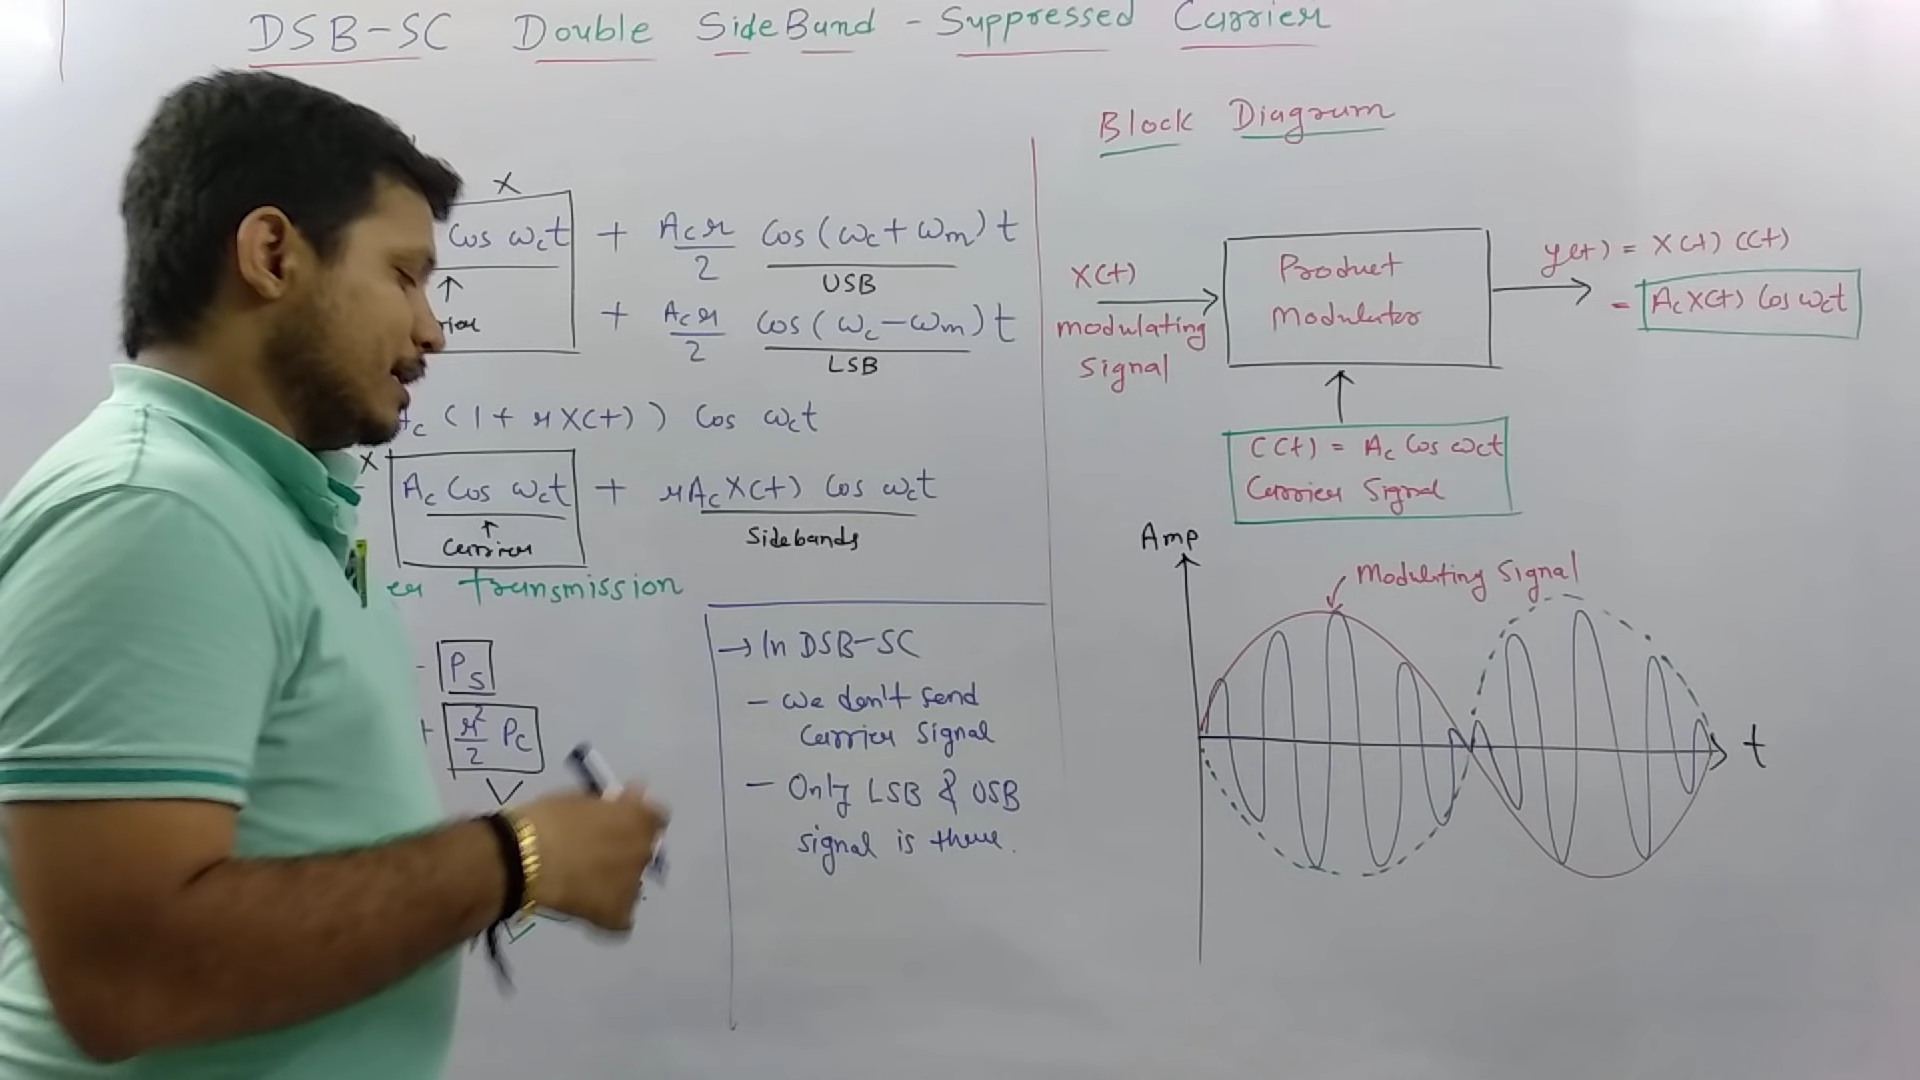 DSB-SC Double SideBand - Suppressed Carrier
X
Cos ωct + Acμ/2 Cos(ωc+ωm)t
USB
+ Acμ/2 Cos(ωc-ωm)t
LSB
Ac (1+μX(t)) Cos ωct
X
Ac Cos ωct + μAcX(t) Cos ωct
Carrier
Sidebands
er transmission
- Ps
+ μ²/2 Pc
→ In DSB-SC
- We don't send
Carrier Signal
- Only LSB & USB
signal is there.
Block Diagram
X(t)
modulating
signal
Product
Modulator
y(t) = X(t) C(t)
= Ac X(t) Cos ωct
C(t) = Ac Cos ωct
Carrier Signal
Amp
Modulating Signal
t